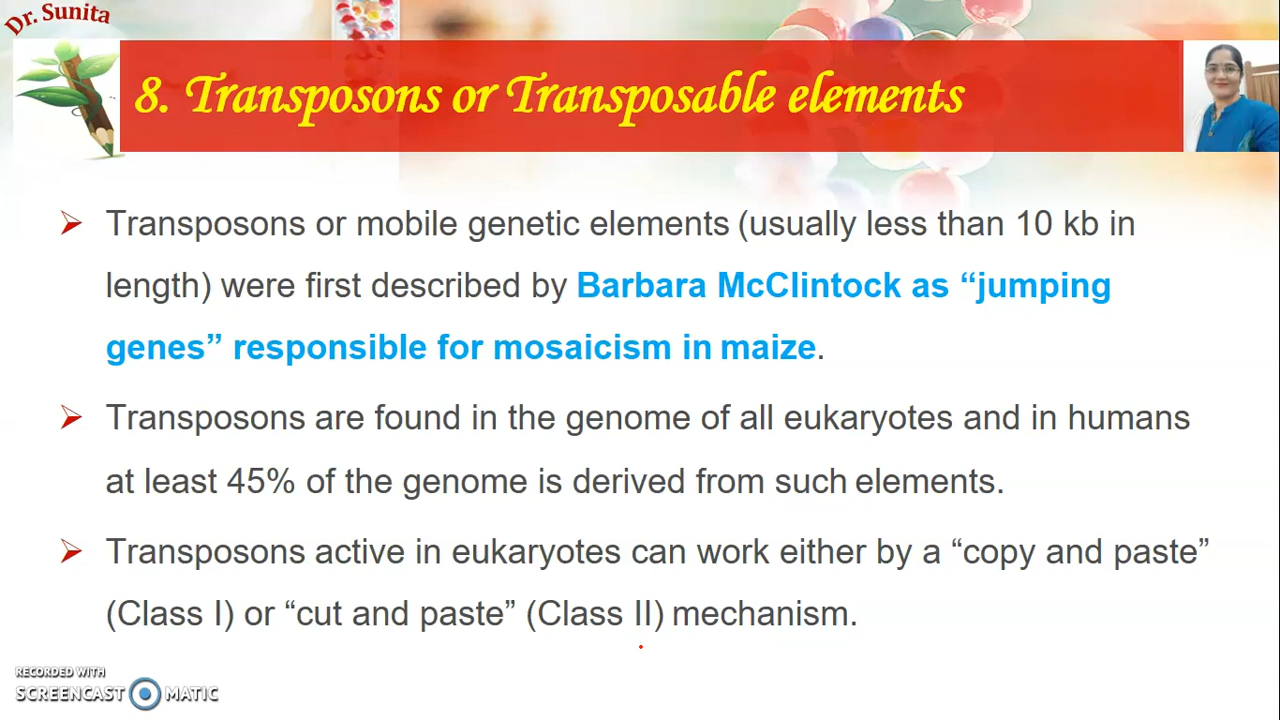 Dr. Sunita
8. Transposons or Transposable elements
Transposons or mobile genetic elements (usually less than 10 kb in
length) were first described by Barbara McClintock as “jumping
genes” responsible for mosaicism in maize.
Transposons are found in the genome of all eukaryotes and in humans
at least 45% of the genome is derived from such elements.
Transposons active in eukaryotes can work either by a “copy and paste”
(Class I) or “cut and paste” (Class II) mechanism.
RECORDED WITH
SCREENCAST MATIC